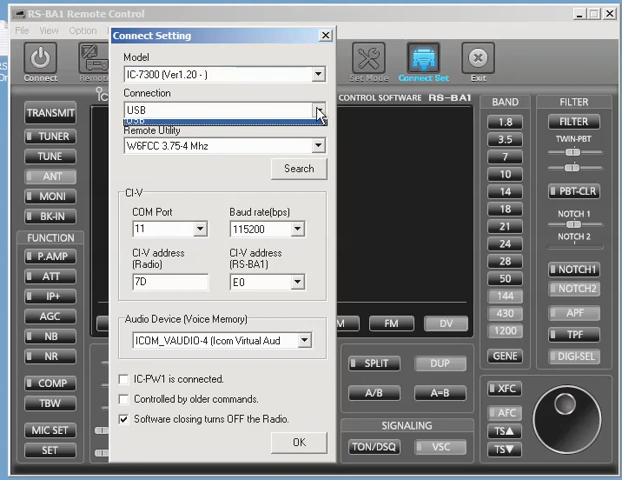 RS-BA1 Remote Control
File View Option
Connect Setting
Connect
Set Mode
Connect Set
Exit
CONTROL SOFTWARE RS-BA1
Model
IC-7300 (Ver1.20 - )
Connection
USB
USB
Remote Utility
W6FCC 3.75-4 Mhz
Search
CI-V
COM Port
Baud rate(bps)
11
115200
CI-V address
(Radio)
CI-V address
(RS-BA1)
7D
E0
Audio Device (Voice Memory)
ICOM_VAUDIO-4 (Icom Virtual Aud
IC-PW1 is connected.
Controlled by older commands.
Software closing turns OFF the Radio.
OK
TRANSMIT
TUNER
TUNE
ANT
MONI
BK-IN
FUNCTION
P.AMP
ATT
IP+
AGC
NB
NR
COMP
TBW
MIC SET
SET
FM
DV
SPLIT
DUP
A/B
A=B
SIGNALING
TON/DSQ
VSC
BAND
1.8
3.5
7
10
14
18
21
24
28
50
144
430
1200
GENE
XFC
AFC
TS▲
TS▼
FILTER
FILTER
TWIN-PBT
PBT-CLR
NOTCH 1
NOTCH 2
NOTCH1
NOTCH2
APF
TPF
DIGI-SEL